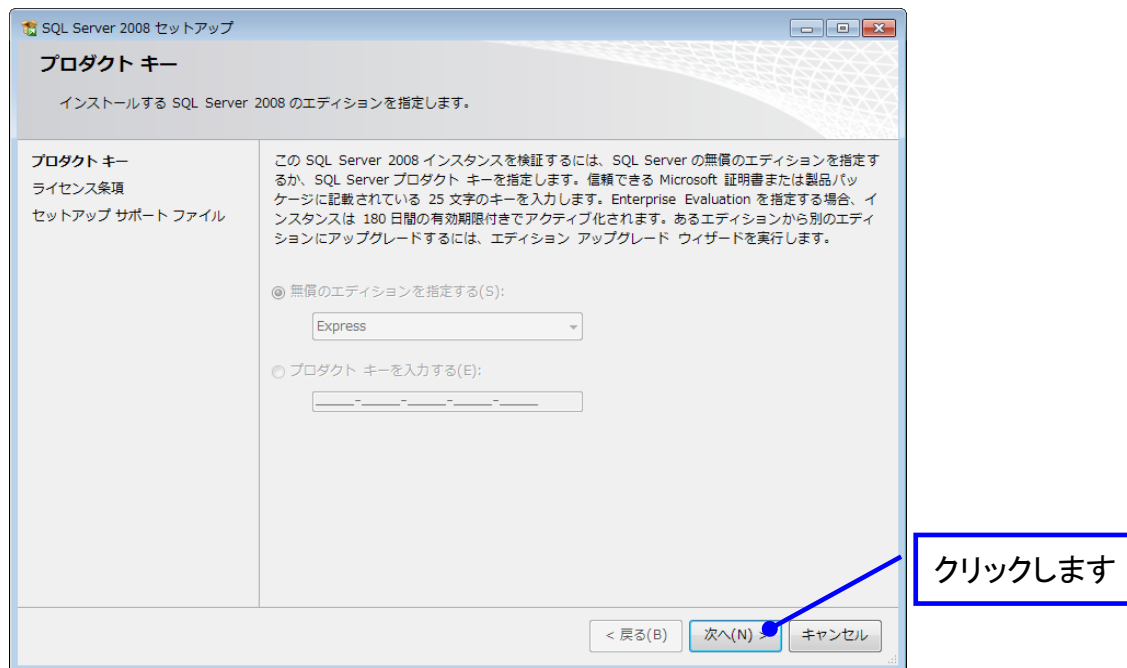 SQL Server 2008 セットアップ
プロダクト キー
インストールする SQL Server 2008 のエディションを指定します。
プロダクト キー
ライセンス条項
セットアップ サポート ファイル
この SQL Server 2008 インスタンスを検証するには、SQL Server の無償のエディションを指定す
るか、SQL Server プロダクト キーを指定します。信頼できる Microsoft 証明書または製品パッ
ケージに記載されている 25 文字のキーを入力します。Enterprise Evaluation を指定する場合、イ
ンスタンスは 180 日間の有効期限付きでアクティブ化されます。あるエディションから別のエディ
ションにアップグレードするには、エディション アップグレード ウィザードを実行します。
無償のエディションを指定する(S):
Express
プロダクト キーを入力する(E):
_____-_____-_____-_____-_____
クリックします
< 戻る(B)
次へ(N) >
キャンセル